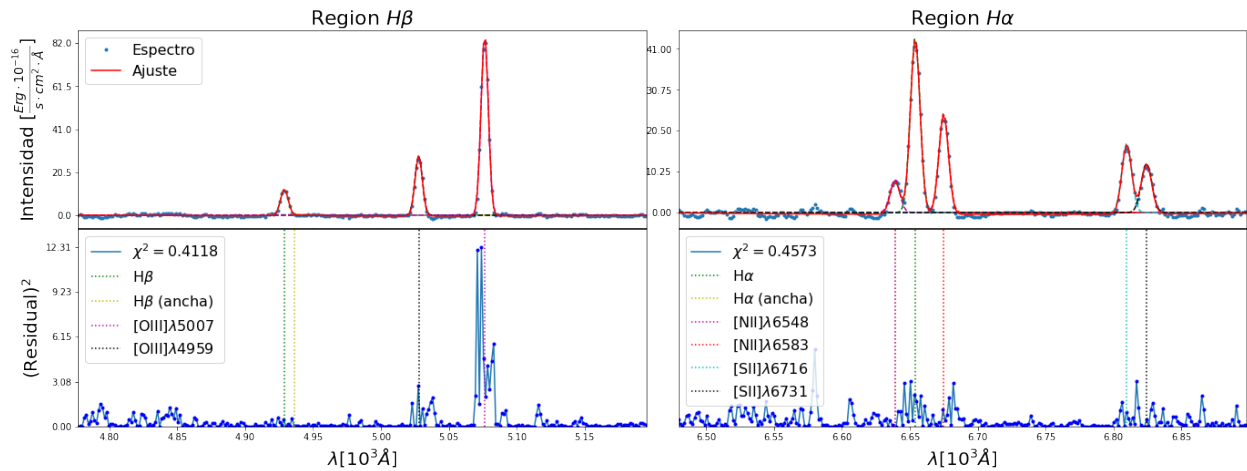 Region Hβ
Intensidad [Erg·10⁻¹⁶ / s·cm²·Å]
82.0
61.5
41.0
20.5
0.0
Espectro
Ajuste
Region Hα
41.00
30.75
20.50
10.25
0.00
(Residual)²
12.31
9.23
6.15
3.08
0.00
χ² = 0.4118
Hβ
Hβ (ancha)
[OIII]λ5007
[OIII]λ4959
4.80 4.85 4.90 4.95 5.00 5.05 5.10 5.15
λ[10³Å]
χ² = 0.4573
Hα
Hα (ancha)
[NII]λ6548
[NII]λ6583
[SII]λ6716
[SII]λ6731
6.50 6.55 6.60 6.65 6.70 6.75 6.80 6.85
λ[10³Å]